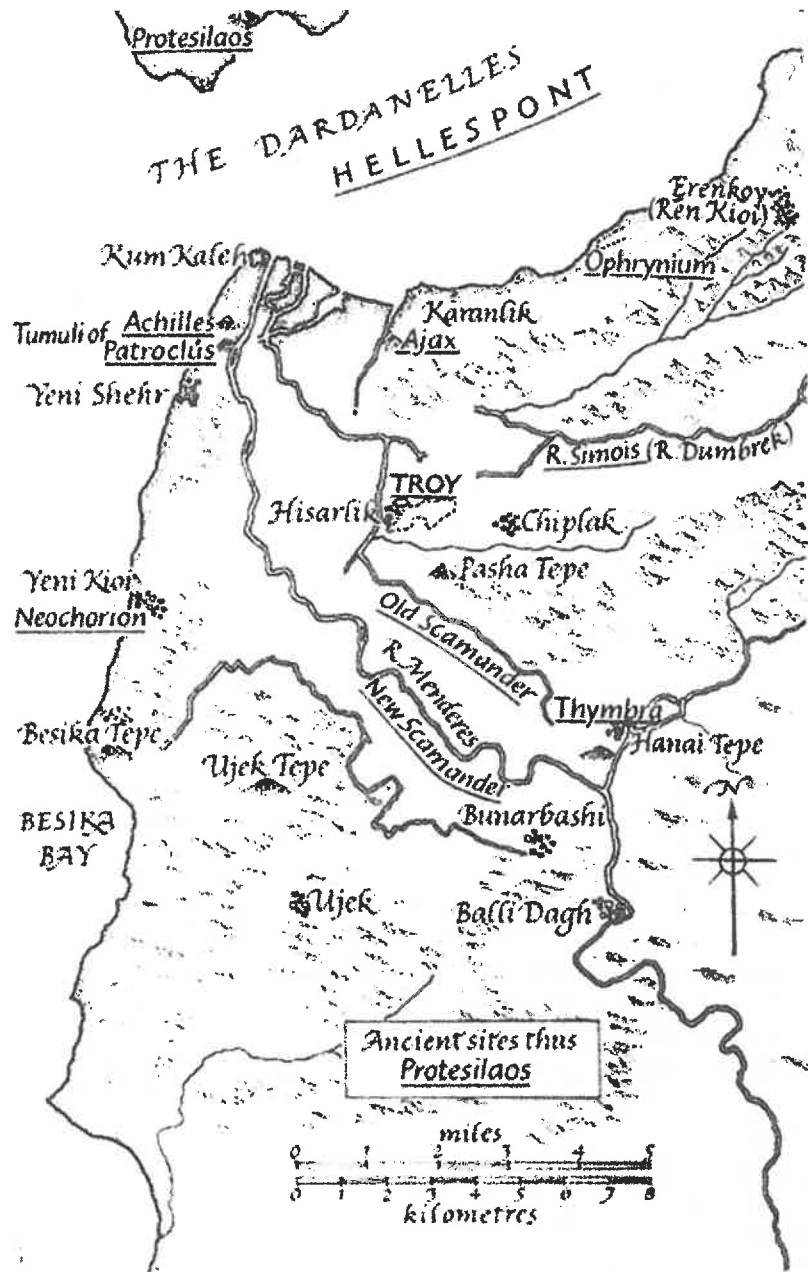 Protesilaos
THE DARDANELLES
HELLESPONT
Erenkoy
(Ren Kioi)
Kum Kaleh
Ophrynium
Karanlik
Ajax
Tumuli of Achilles
Patroclus
Yeni Shehr
R. Simois (R. Dumbrek)
TROY
Hisarlik
Chiplak
Pasha Tepe
Yeni Kioi
Neochorion
Old Scamander
R. Menderes
New Scamander
Thymbra
Hanai Tepe
Besika Tepe
Ujek Tepe
N
BESIKA
BAY
Bunarbashi
Ujek
Balli Dagh
Ancient sites thus
Protesilaos
miles
0 1 2 3 4 5
0 1 2 3 4 5 6 7 8
kilometres